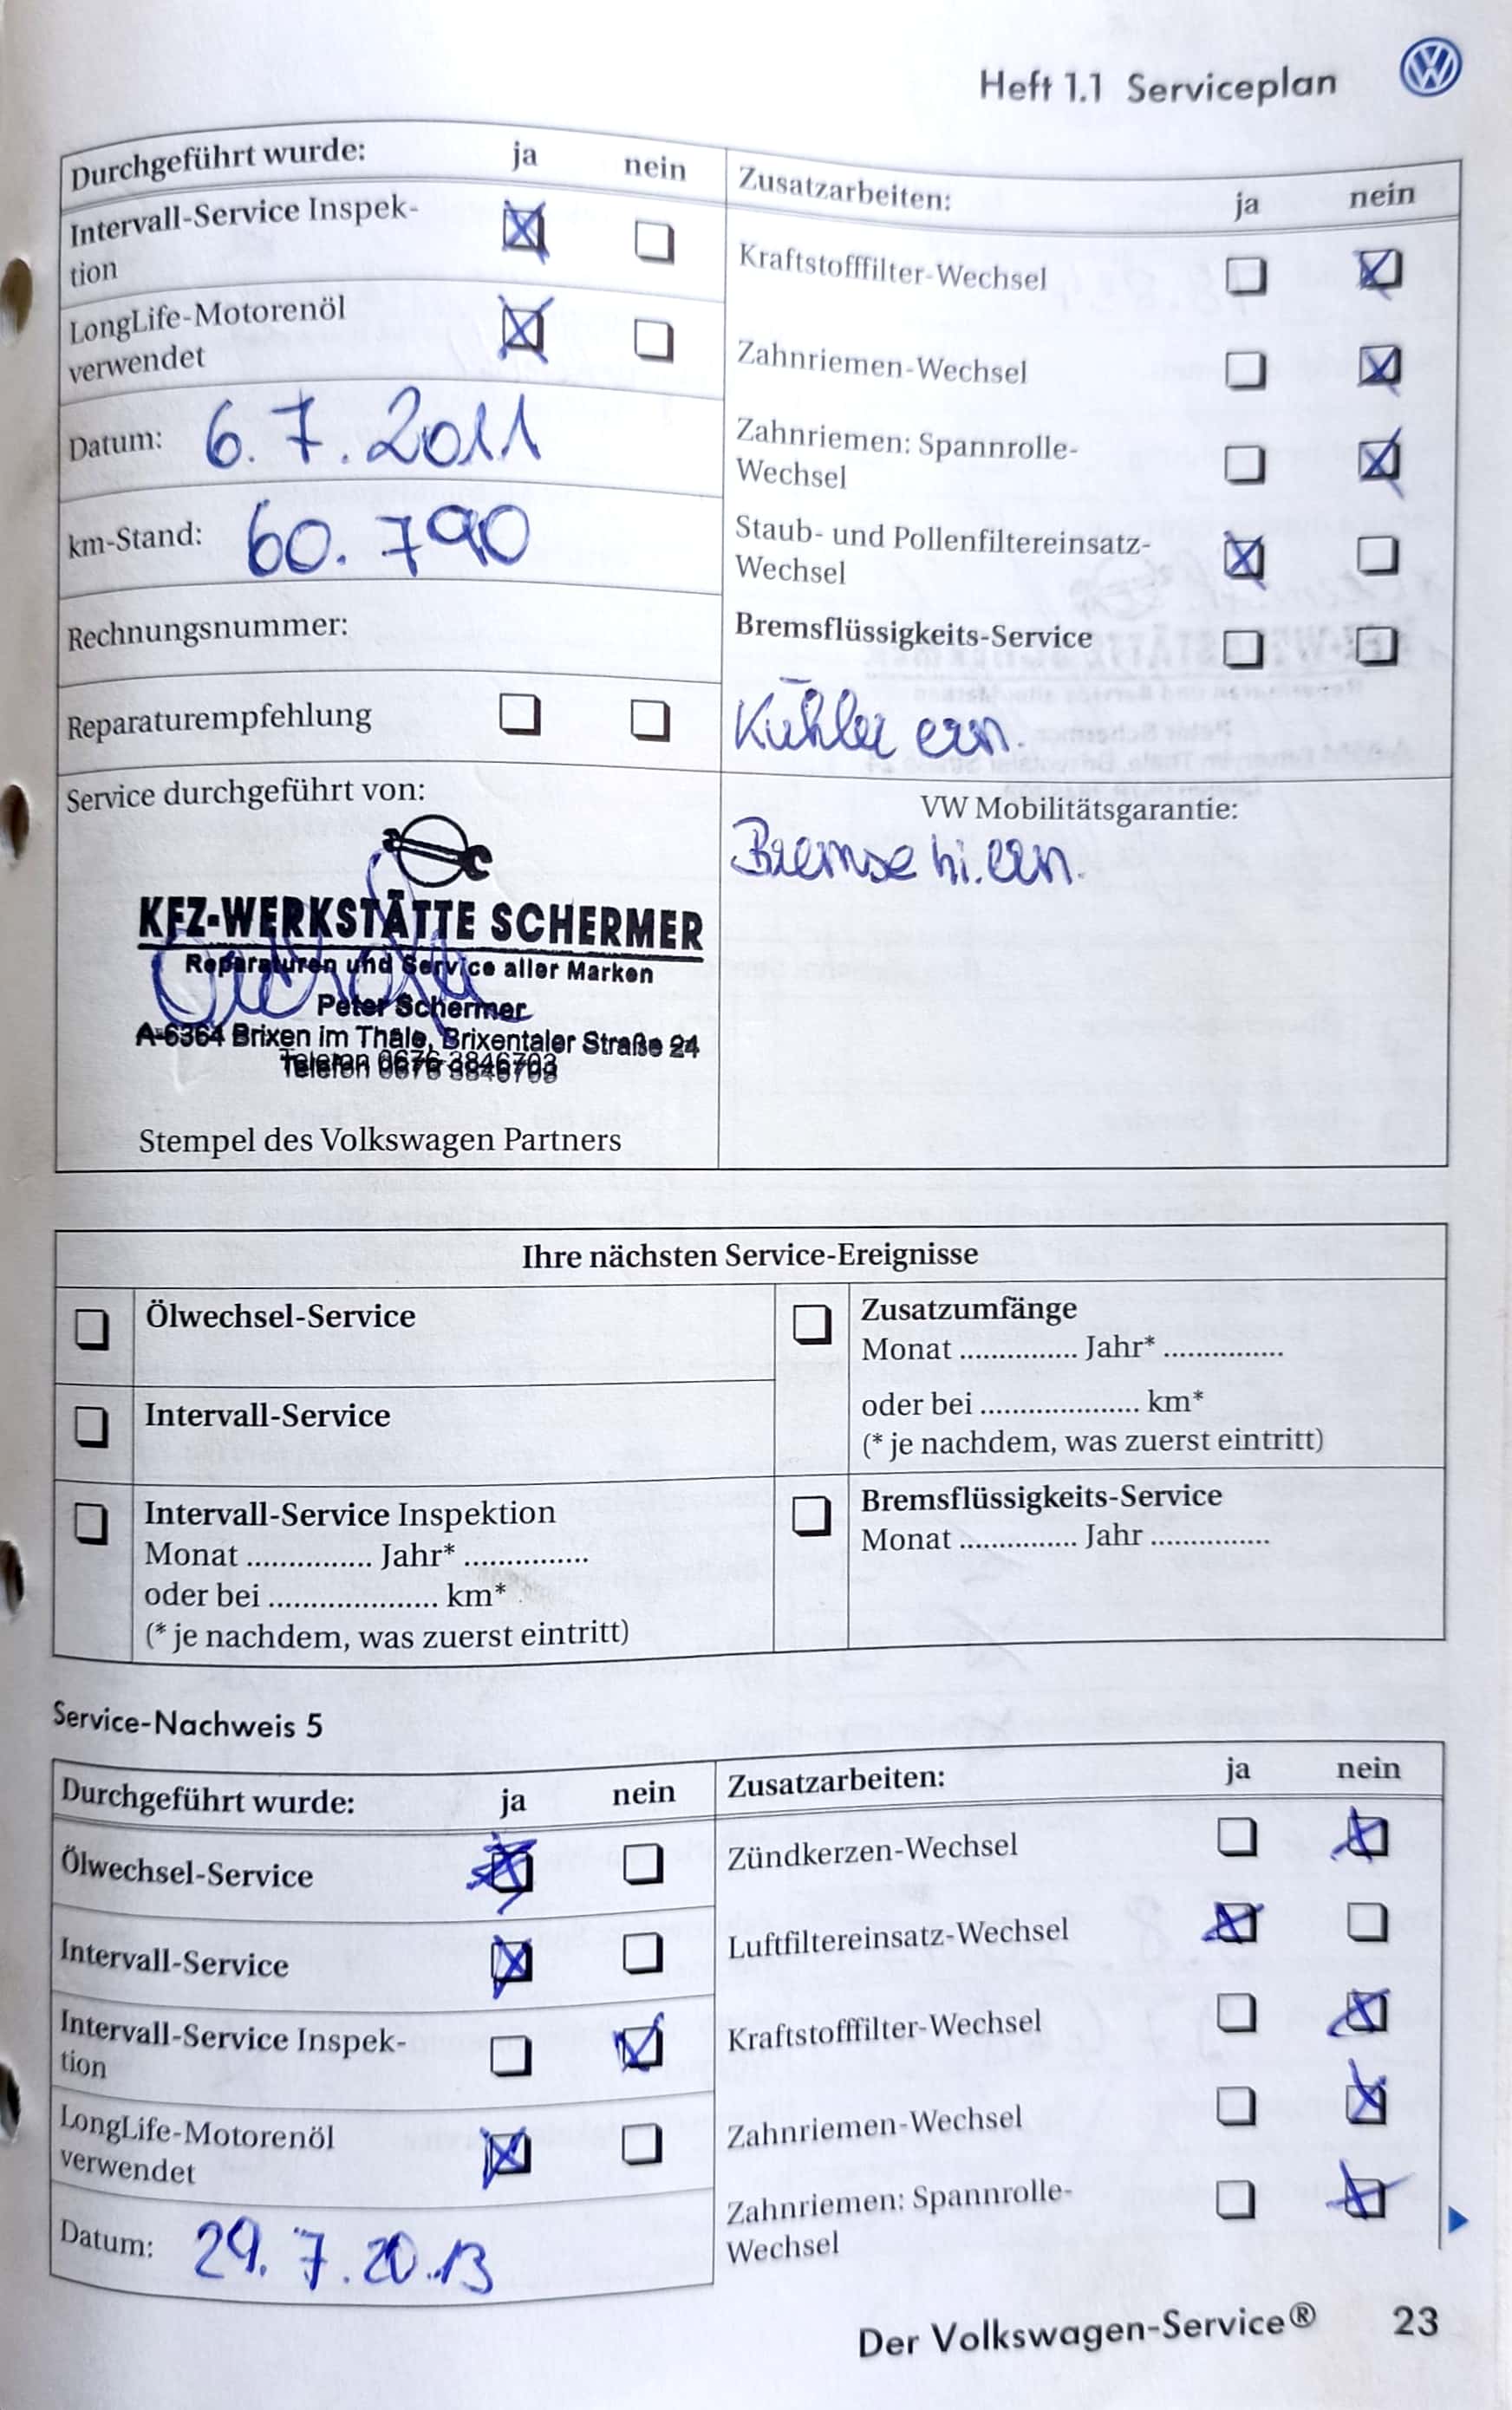 Heft 1.1 Serviceplan
Durchgeführt wurde: ja nein
Intervall-Service Inspek-
tion
LongLife-Motorenöl
verwendet
Datum: 6.7.2011
km-Stand: 60.790
Rechnungsnummer:
Reparaturempfehlung
Zusatzarbeiten: ja nein
Kraftstofffilter-Wechsel
Zahnriemen-Wechsel
Zahnriemen: Spannrolle-
Wechsel
Staub- und Pollenfiltereinsatz-
Wechsel
Bremsflüssigkeits-Service
Kühler ern.
Service durchgeführt von:
KFZ-WERKSTÄTTE SCHERMER
Reparaturen und Service aller Marken
Peter Schermer
A-6364 Brixen im Thale, Brixentaler Straße 24
Telefon 0676 3846703
Stempel des Volkswagen Partners
VW Mobilitätsgarantie:
Bremse hi. ern.
Ihre nächsten Service-Ereignisse
Ölwechsel-Service
Intervall-Service
Intervall-Service Inspektion
Monat ............... Jahr* ...............
oder bei .................... km*
(* je nachdem, was zuerst eintritt)
Zusatzumfänge
Monat ............... Jahr* ...............
oder bei .................... km*
(* je nachdem, was zuerst eintritt)
Bremsflüssigkeits-Service
Monat ............... Jahr ...............
Service-Nachweis 5
Durchgeführt wurde: ja nein
Ölwechsel-Service
Intervall-Service
Intervall-Service Inspek-
tion
LongLife-Motorenöl
verwendet
Datum: 29.7.2013
Zusatzarbeiten: ja nein
Zündkerzen-Wechsel
Luftfiltereinsatz-Wechsel
Kraftstofffilter-Wechsel
Zahnriemen-Wechsel
Zahnriemen: Spannrolle-
Wechsel
Der Volkswagen-Service® 23